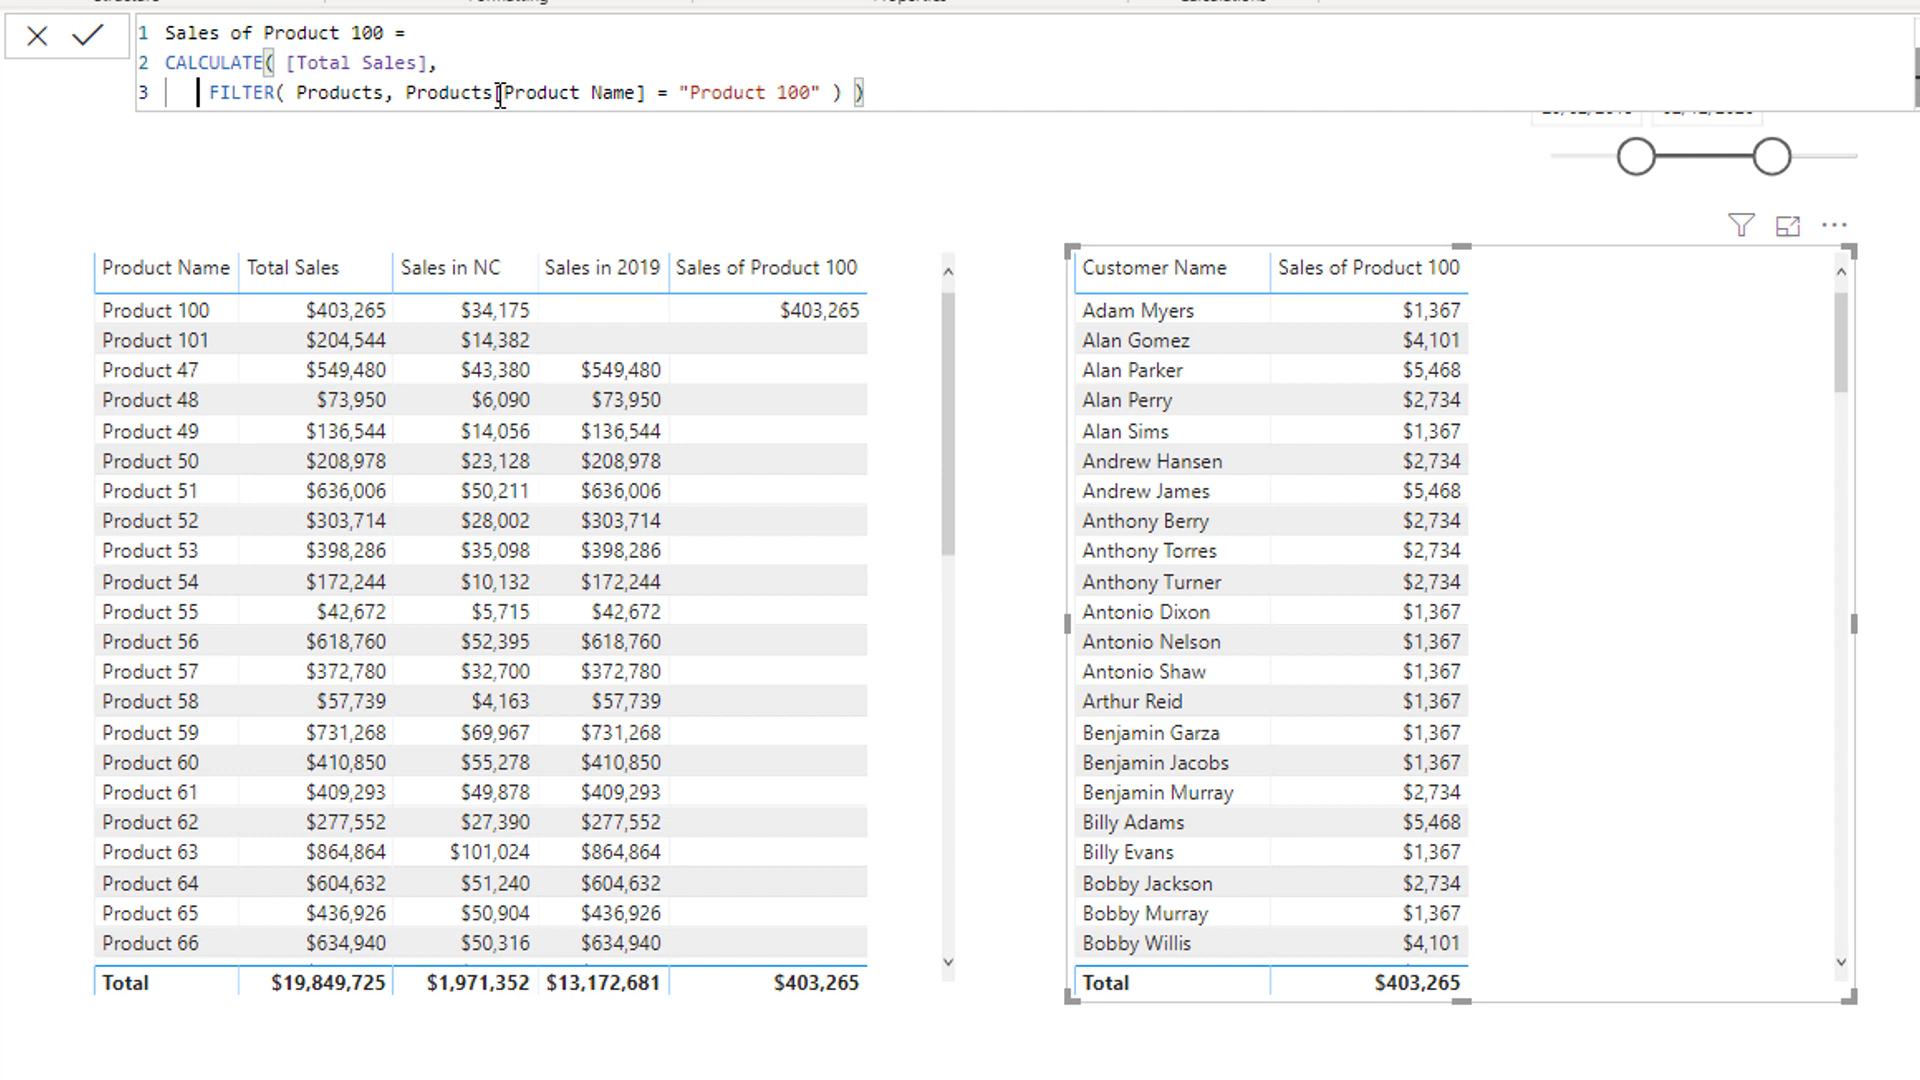 1 Sales of Product 100 =
2 CALCULATE( [Total Sales],
3 FILTER( Products, Products[Product Name] = "Product 100" ) )
Product Name Total Sales Sales in NC Sales in 2019 Sales of Product 100
Product 100 $403,265 $34,175 $403,265
Product 101 $204,544 $14,382
Product 47 $549,480 $43,380 $549,480
Product 48 $73,950 $6,090 $73,950
Product 49 $136,544 $14,056 $136,544
Product 50 $208,978 $23,128 $208,978
Product 51 $636,006 $50,211 $636,006
Product 52 $303,714 $28,002 $303,714
Product 53 $398,286 $35,098 $398,286
Product 54 $172,244 $10,132 $172,244
Product 55 $42,672 $5,715 $42,672
Product 56 $618,760 $52,395 $618,760
Product 57 $372,780 $32,700 $372,780
Product 58 $57,739 $4,163 $57,739
Product 59 $731,268 $69,967 $731,268
Product 60 $410,850 $55,278 $410,850
Product 61 $409,293 $49,878 $409,293
Product 62 $277,552 $27,390 $277,552
Product 63 $864,864 $101,024 $864,864
Product 64 $604,632 $51,240 $604,632
Product 65 $436,926 $50,904 $436,926
Product 66 $634,940 $50,316 $634,940
Total $19,849,725 $1,971,352 $13,172,681 $403,265
Customer Name Sales of Product 100
Adam Myers $1,367
Alan Gomez $4,101
Alan Parker $5,468
Alan Perry $2,734
Alan Sims $1,367
Andrew Hansen $2,734
Andrew James $5,468
Anthony Berry $2,734
Anthony Torres $2,734
Anthony Turner $2,734
Antonio Dixon $1,367
Antonio Nelson $1,367
Antonio Shaw $1,367
Arthur Reid $1,367
Benjamin Garza $1,367
Benjamin Jacobs $1,367
Benjamin Murray $2,734
Billy Adams $5,468
Billy Evans $1,367
Bobby Jackson $2,734
Bobby Murray $1,367
Bobby Willis $4,101
Total $403,265